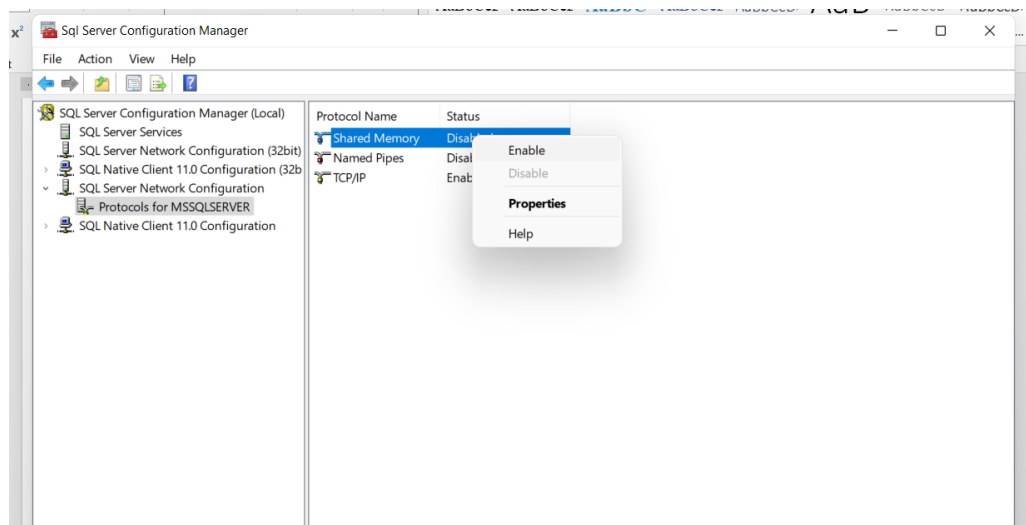 x²
Sql Server Configuration Manager
File Action View Help
SQL Server Configuration Manager (Local)
SQL Server Services
SQL Server Network Configuration (32bit)
SQL Native Client 11.0 Configuration (32b
SQL Server Network Configuration
Protocols for MSSQLSERVER
SQL Native Client 11.0 Configuration
Protocol Name Status
Shared Memory
Named Pipes Disal
TCP/IP Enab
Enable
Disable
Properties
Help